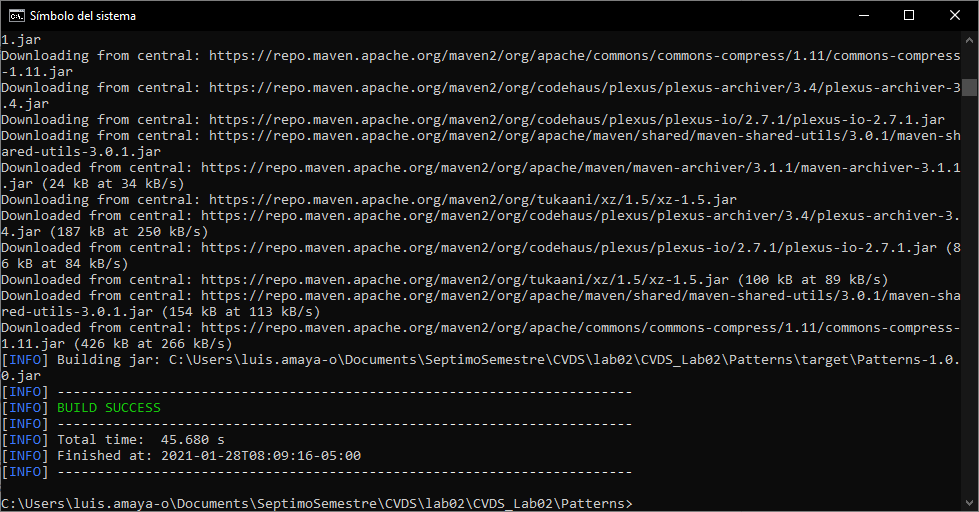 Símbolo del sistema
1.jar
Downloading from central: https://repo.maven.apache.org/maven2/org/apache/commons/commons-compress/1.11/commons-compress
-1.11.jar
Downloading from central: https://repo.maven.apache.org/maven2/org/codehaus/plexus/plexus-archiver/3.4/plexus-archiver-3
.4.jar
Downloading from central: https://repo.maven.apache.org/maven2/org/codehaus/plexus/plexus-io/2.7.1/plexus-io-2.7.1.jar
Downloading from central: https://repo.maven.apache.org/maven2/org/apache/maven/shared/maven-shared-utils/3.0.1/maven-sh
ared-utils-3.0.1.jar
Downloaded from central: https://repo.maven.apache.org/maven2/org/apache/maven/maven-archiver/3.1.1/maven-archiver-3.1.1
.jar (24 kB at 34 kB/s)
Downloading from central: https://repo.maven.apache.org/maven2/org/tukaani/xz/1.5/xz-1.5.jar
Downloaded from central: https://repo.maven.apache.org/maven2/org/codehaus/plexus/plexus-archiver/3.4/plexus-archiver-3.
4.jar (187 kB at 250 kB/s)
Downloaded from central: https://repo.maven.apache.org/maven2/org/codehaus/plexus/plexus-io/2.7.1/plexus-io-2.7.1.jar (8
6 kB at 84 kB/s)
Downloaded from central: https://repo.maven.apache.org/maven2/org/tukaani/xz/1.5/xz-1.5.jar (100 kB at 89 kB/s)
Downloaded from central: https://repo.maven.apache.org/maven2/org/apache/maven/shared/maven-shared-utils/3.0.1/maven-sha
red-utils-3.0.1.jar (154 kB at 113 kB/s)
Downloaded from central: https://repo.maven.apache.org/maven2/org/apache/commons/commons-compress/1.11/commons-compress-
1.11.jar (426 kB at 266 kB/s)
[INFO] Building jar: C:\Users\luis.amaya-o\Documents\SeptimoSemestre\CVDS\lab02\CVDS_Lab02\Patterns\target\Patterns-1.0.
0.jar
[INFO] ------------------------------------------------------------------------
[INFO] BUILD SUCCESS
[INFO] ------------------------------------------------------------------------
[INFO] Total time:  45.680 s
[INFO] Finished at: 2021-01-28T08:09:16-05:00
[INFO] ------------------------------------------------------------------------
C:\Users\luis.amaya-o\Documents\SeptimoSemestre\CVDS\lab02\CVDS_Lab02\Patterns>